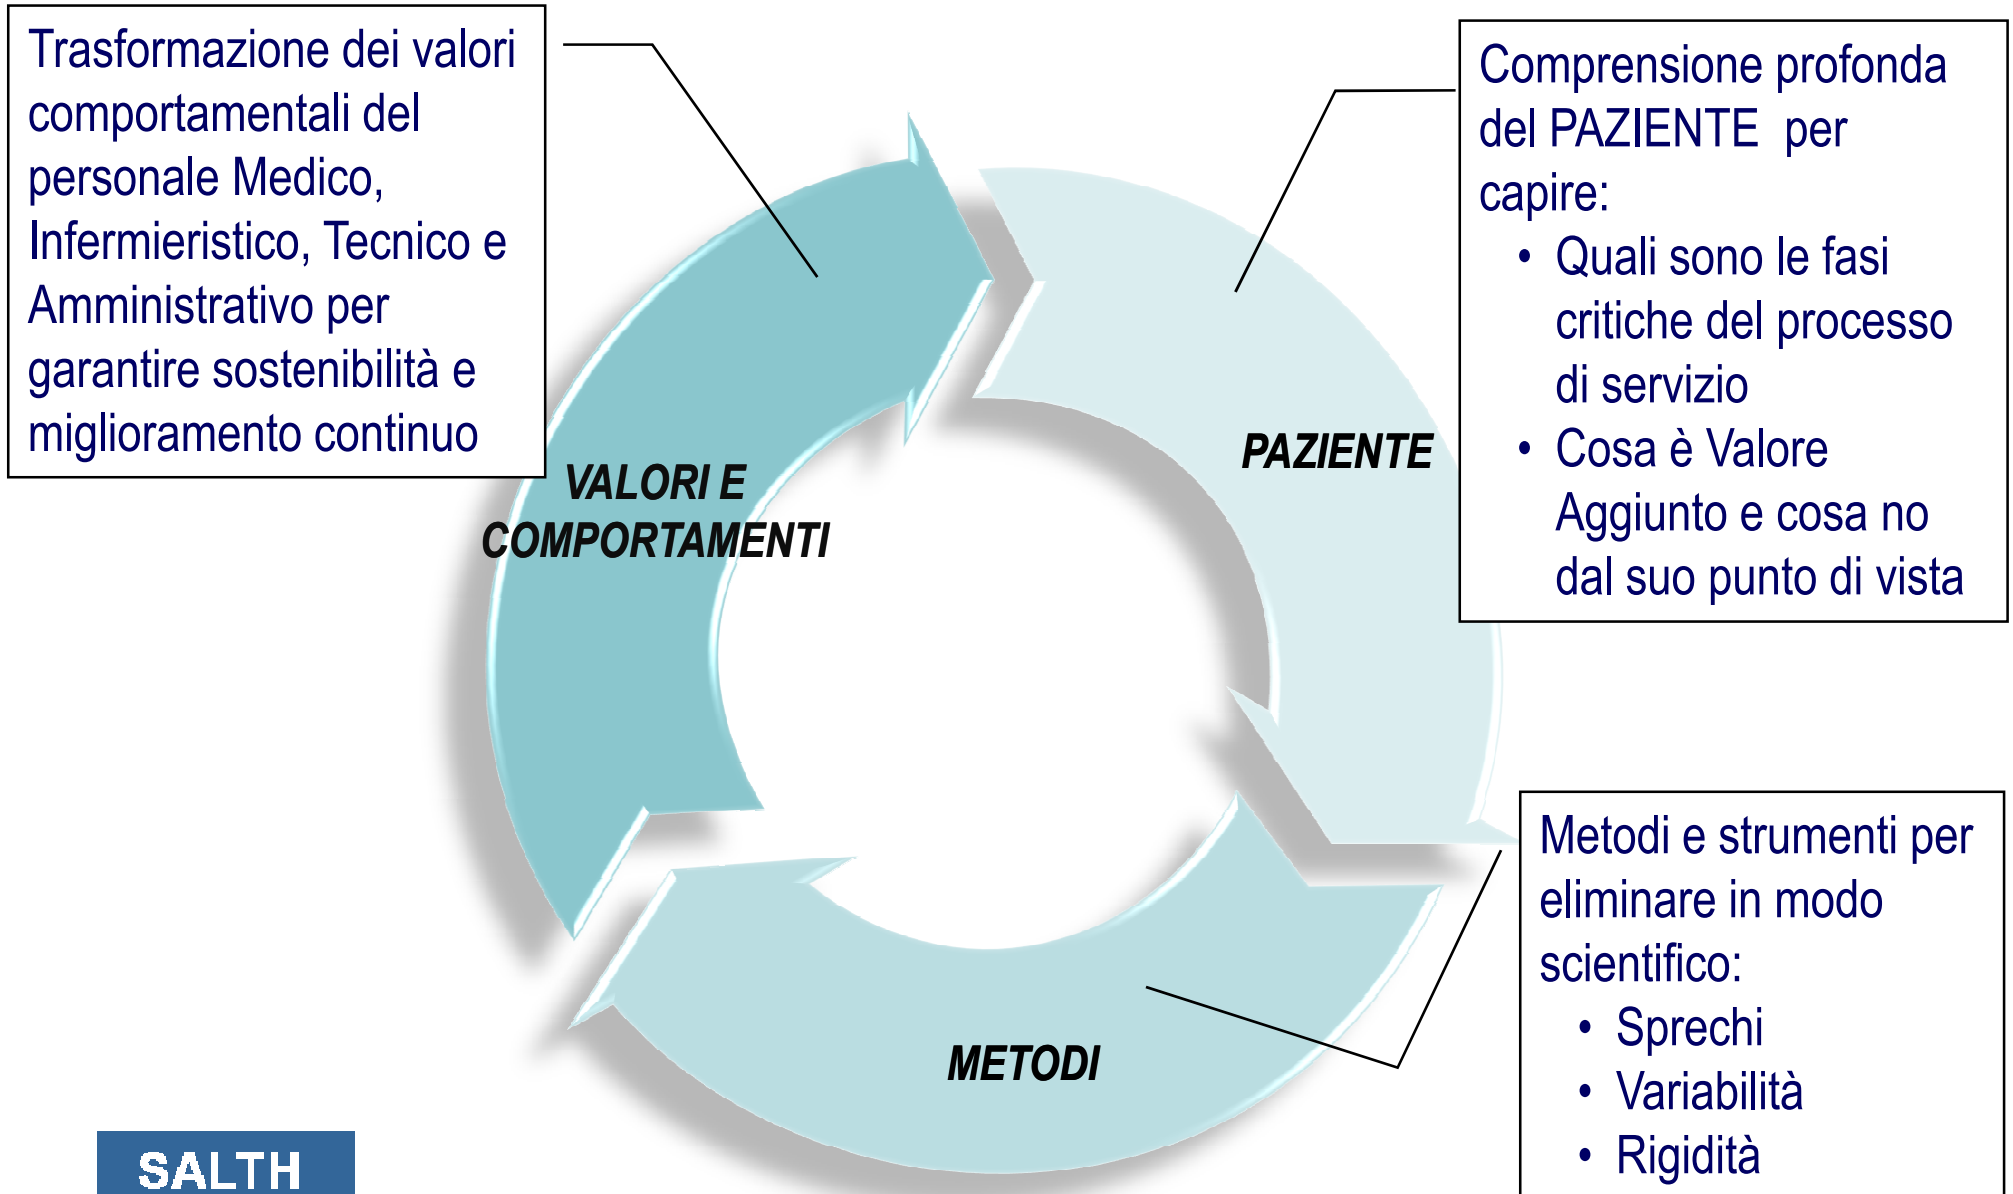 Trasformazione dei valori
comportamentali del
personale Medico,
Infermieristico, Tecnico e
Amministrativo per
garantire sostenibilità e
miglioramento continuo
Comprensione profonda
del PAZIENTE per
capire:
• Quali sono le fasi
critiche del processo
di servizio
• Cosa è Valore
Aggiunto e cosa no
dal suo punto di vista
PAZIENTE
VALORI E
COMPORTAMENTI
Metodi e strumenti per
eliminare in modo
scientifico:
• Sprechi
• Variabilità
• Rigidità
METODI
SALTH